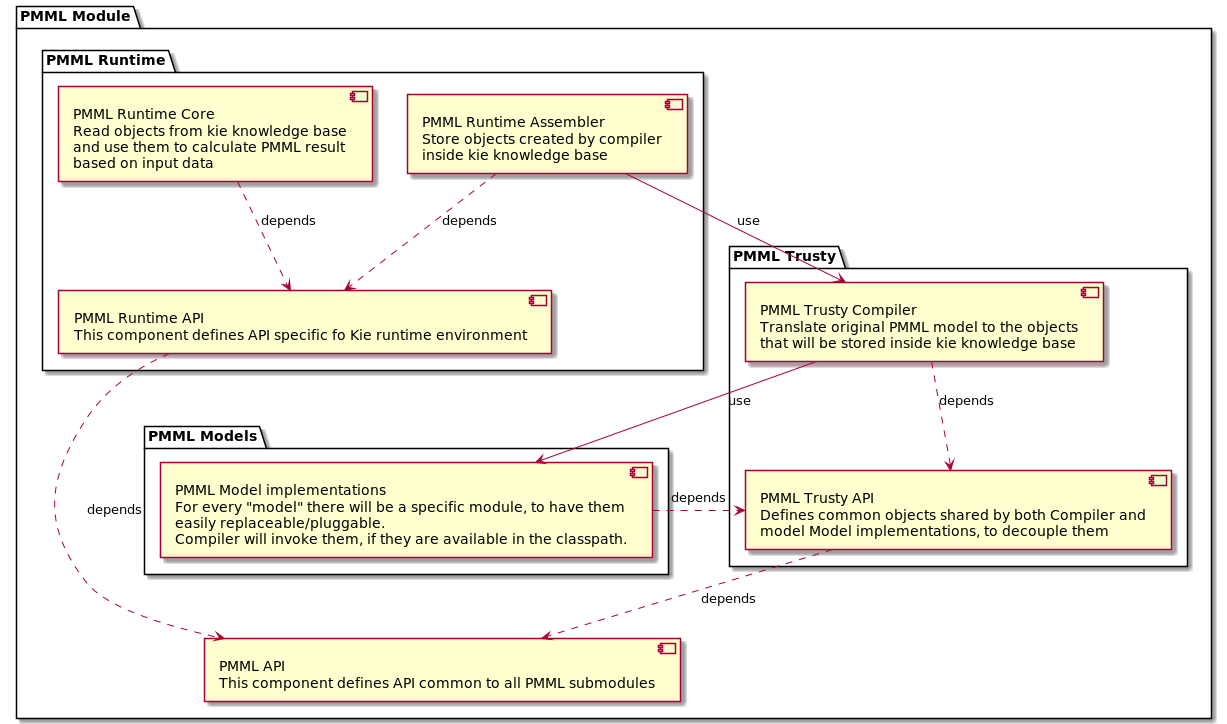 PMML Module
PMML Runtime
PMML Runtime Core
Read objects from kie knowledge base
and use them to calculate PMML result
based on input data
PMML Runtime Assembler
Store objects created by compiler
inside kie knowledge base
depends
depends
use
PMML Trusty
PMML Trusty Compiler
Translate original PMML model to the objects
that will be stored inside kie knowledge base
PMML Runtime API
This component defines API specific fo Kie runtime environment
use
depends
PMML Models
PMML Model implementations
For every "model" there will be a specific module, to have them
easily replaceable/pluggable.
Compiler will invoke them, if they are available in the classpath.
depends
PMML Trusty API
Defines common objects shared by both Compiler and
model Model implementations, to decouple them
depends
depends
PMML API
This component defines API common to all PMML submodules